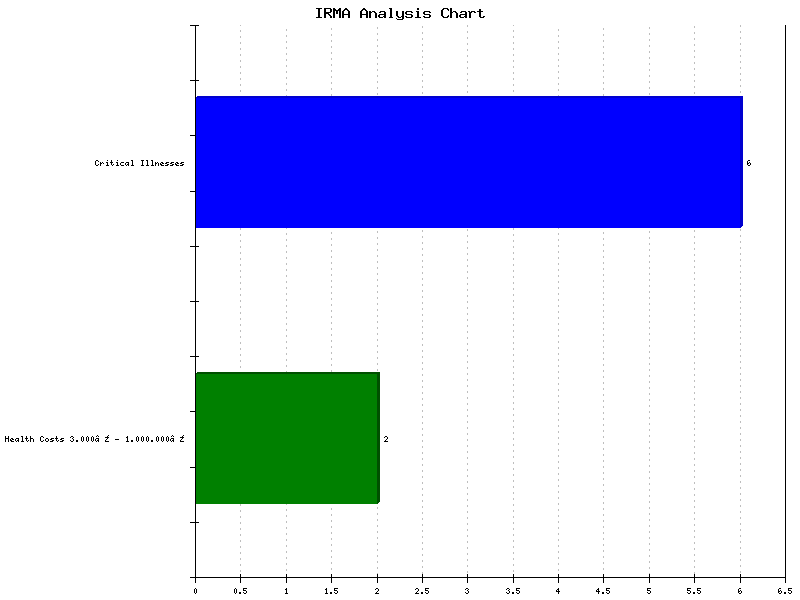 IRMA Analysis Chart
Critical Illnesses
6
Health Costs 3.000â Ź - 1.000.000â Ź
2
0 0.5 1 1.5 2 2.5 3 3.5 4 4.5 5 5.5 6 6.5